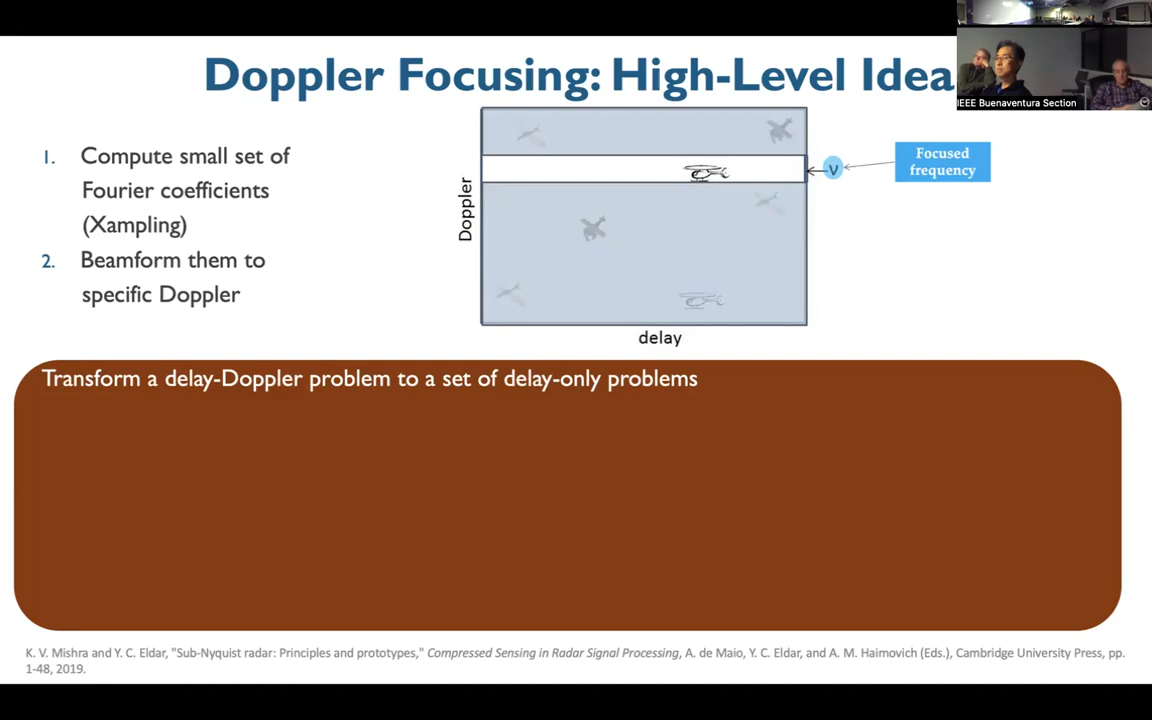 Doppler Focusing: High-Level Idea
IEEE Buenaventura Section
1. Compute small set of
Fourier coefficients
(Xampling)
2. Beamform them to
specific Doppler
Doppler
ν
Focused
frequency
delay
Transform a delay-Doppler problem to a set of delay-only problems
K. V. Mishra and Y. C. Eldar, "Sub-Nyquist radar: Principles and prototypes," Compressed Sensing in Radar Signal Processing, A. de Maio, Y. C. Eldar, and A. M. Haimovich (Eds.), Cambridge University Press, pp.
1-48, 2019.